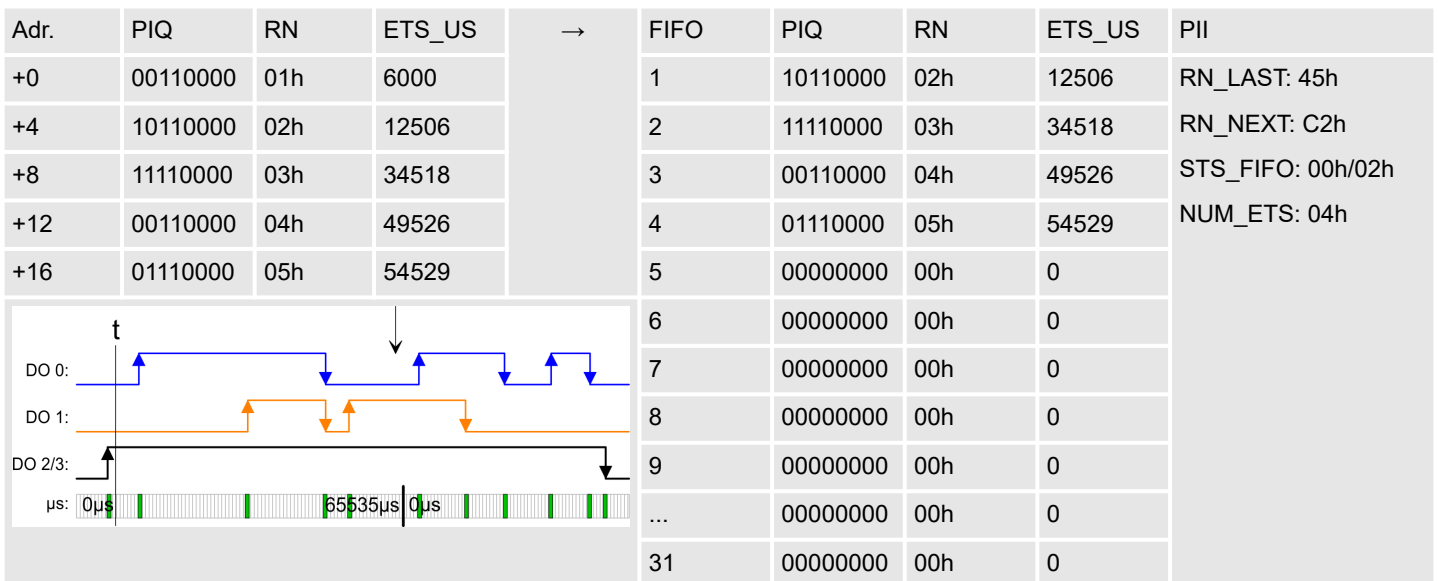 Adr. PIQ RN ETS_US → FIFO PIQ RN ETS_US PII
+0 00110000 01h 6000 1 10110000 02h 12506 RN_LAST: 45h
+4 10110000 02h 12506 2 11110000 03h 34518 RN_NEXT: C2h
+8 11110000 03h 34518 3 00110000 04h 49526 STS_FIFO: 00h/02h
+12 00110000 04h 49526 4 01110000 05h 54529 NUM_ETS: 04h
+16 01110000 05h 54529 5 00000000 00h 0
6 00000000 00h 0
7 00000000 00h 0
8 00000000 00h 0
9 00000000 00h 0
... 00000000 00h 0
31 00000000 00h 0
t
DO 0:
DO 1:
DO 2/3:
µs: 0µs 65535µs 0µs